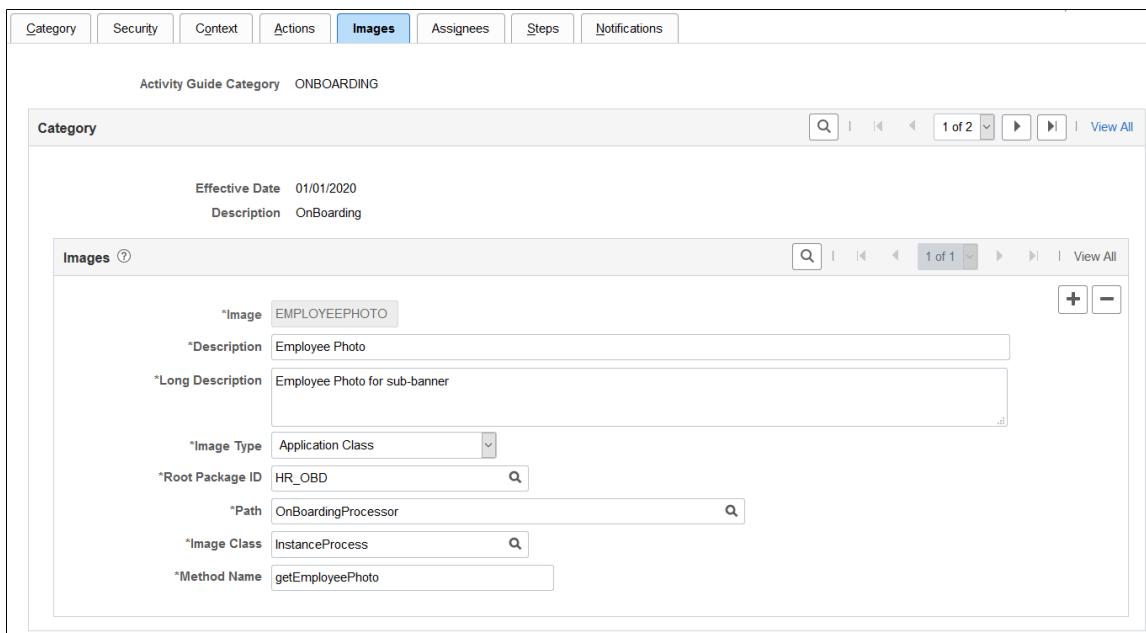 Category Security Context Actions Images Assignees Steps Notifications
Activity Guide Category ONBOARDING
Category 1 of 2 View All
Effective Date 01/01/2020
Description OnBoarding
Images ? 1 of 1 View All
*Image EMPLOYEEPHOTO
*Description Employee Photo
*Long Description Employee Photo for sub-banner
*Image Type Application Class
*Root Package ID HR_OBD
*Path OnBoardingProcessor
*Image Class InstanceProcess
*Method Name getEmployeePhoto